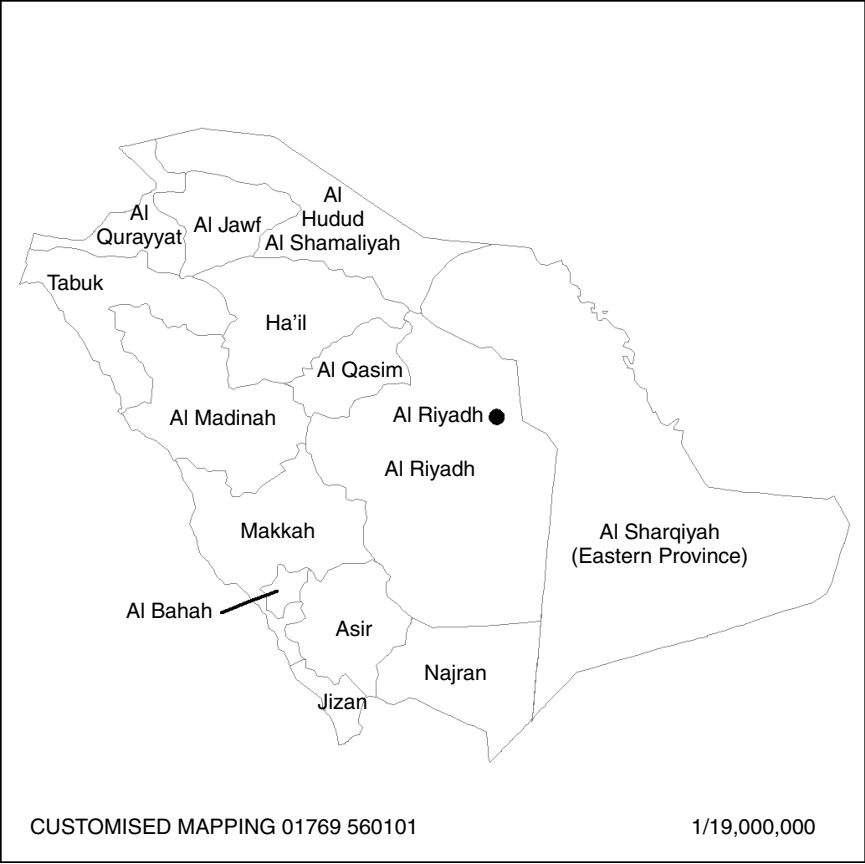 Al
Hudud
Al Shamaliyah
Al
Qurayyat
Al Jawf
Tabuk
Ha'il
Al Qasim
Al Madinah
Al Riyadh
Al Riyadh
Makkah
Al Sharqiyah
(Eastern Province)
Al Bahah
Asir
Najran
Jizan
CUSTOMISED MAPPING 01769 560101
1/19,000,000